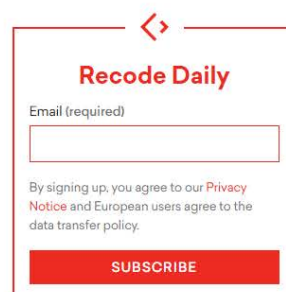 Recode Daily
Email (required)
By signing up, you agree to our Privacy
Notice and European users agree to the
data transfer policy.
SUBSCRIBE